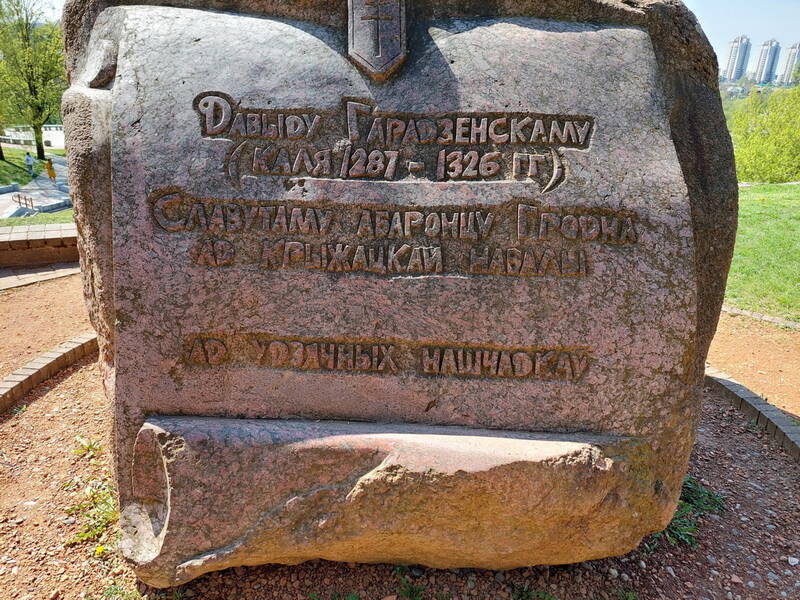 Давыду Гарадзенскаму
(каля 1287 - 1326 гг)
Славутаму абаронцу Гродна
ад крыжацкай навалы
ад удзячных нашчадкаў